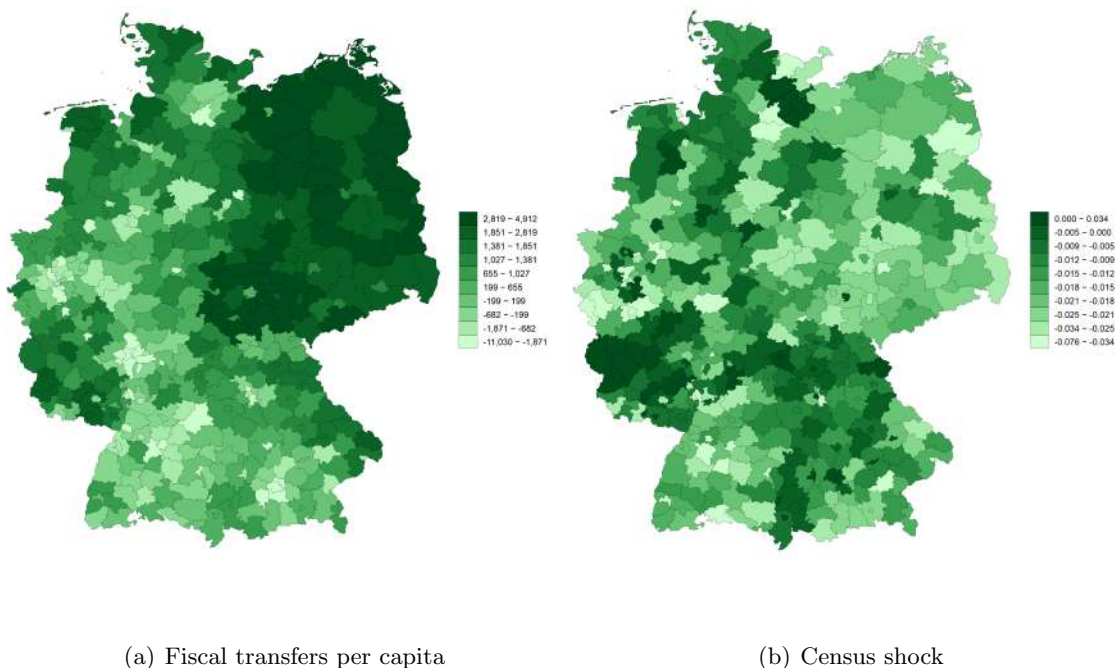 2,819 − 4,912
1,851 − 2,819
1,381 − 1,851
1,027 − 1,381
655 − 1,027
199 − 655
-199 − 199
-682 − -199
-1,871 − -682
-11,030 − -1,871
0.000 − 0.034
-0.005 − 0.000
-0.009 − -0.005
-0.012 − -0.009
-0.015 − -0.012
-0.018 − -0.015
-0.021 − -0.018
-0.025 − -0.021
-0.034 − -0.025
-0.076 − -0.034
(a) Fiscal transfers per capita
(b) Census shock